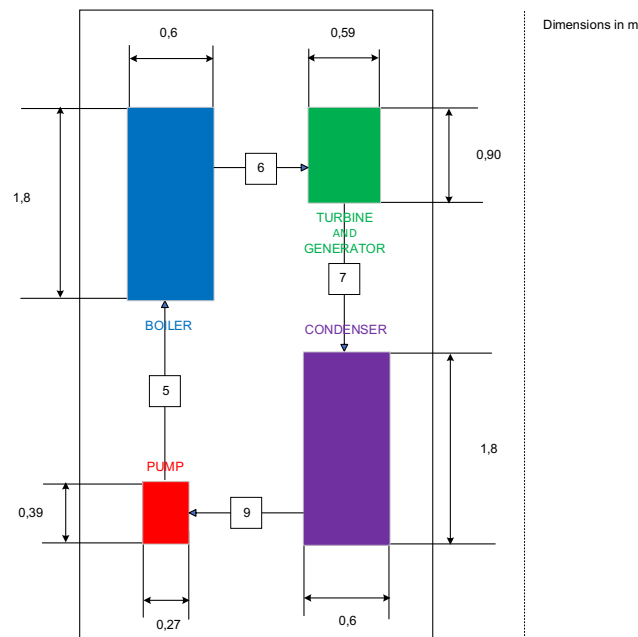 Dimensions in m
0,6
0,59
1,8
6
0,90
TURBINE
AND
GENERATOR
7
BOILER
CONDENSER
5
1,8
PUMP
0,39
9
0,27
0,6